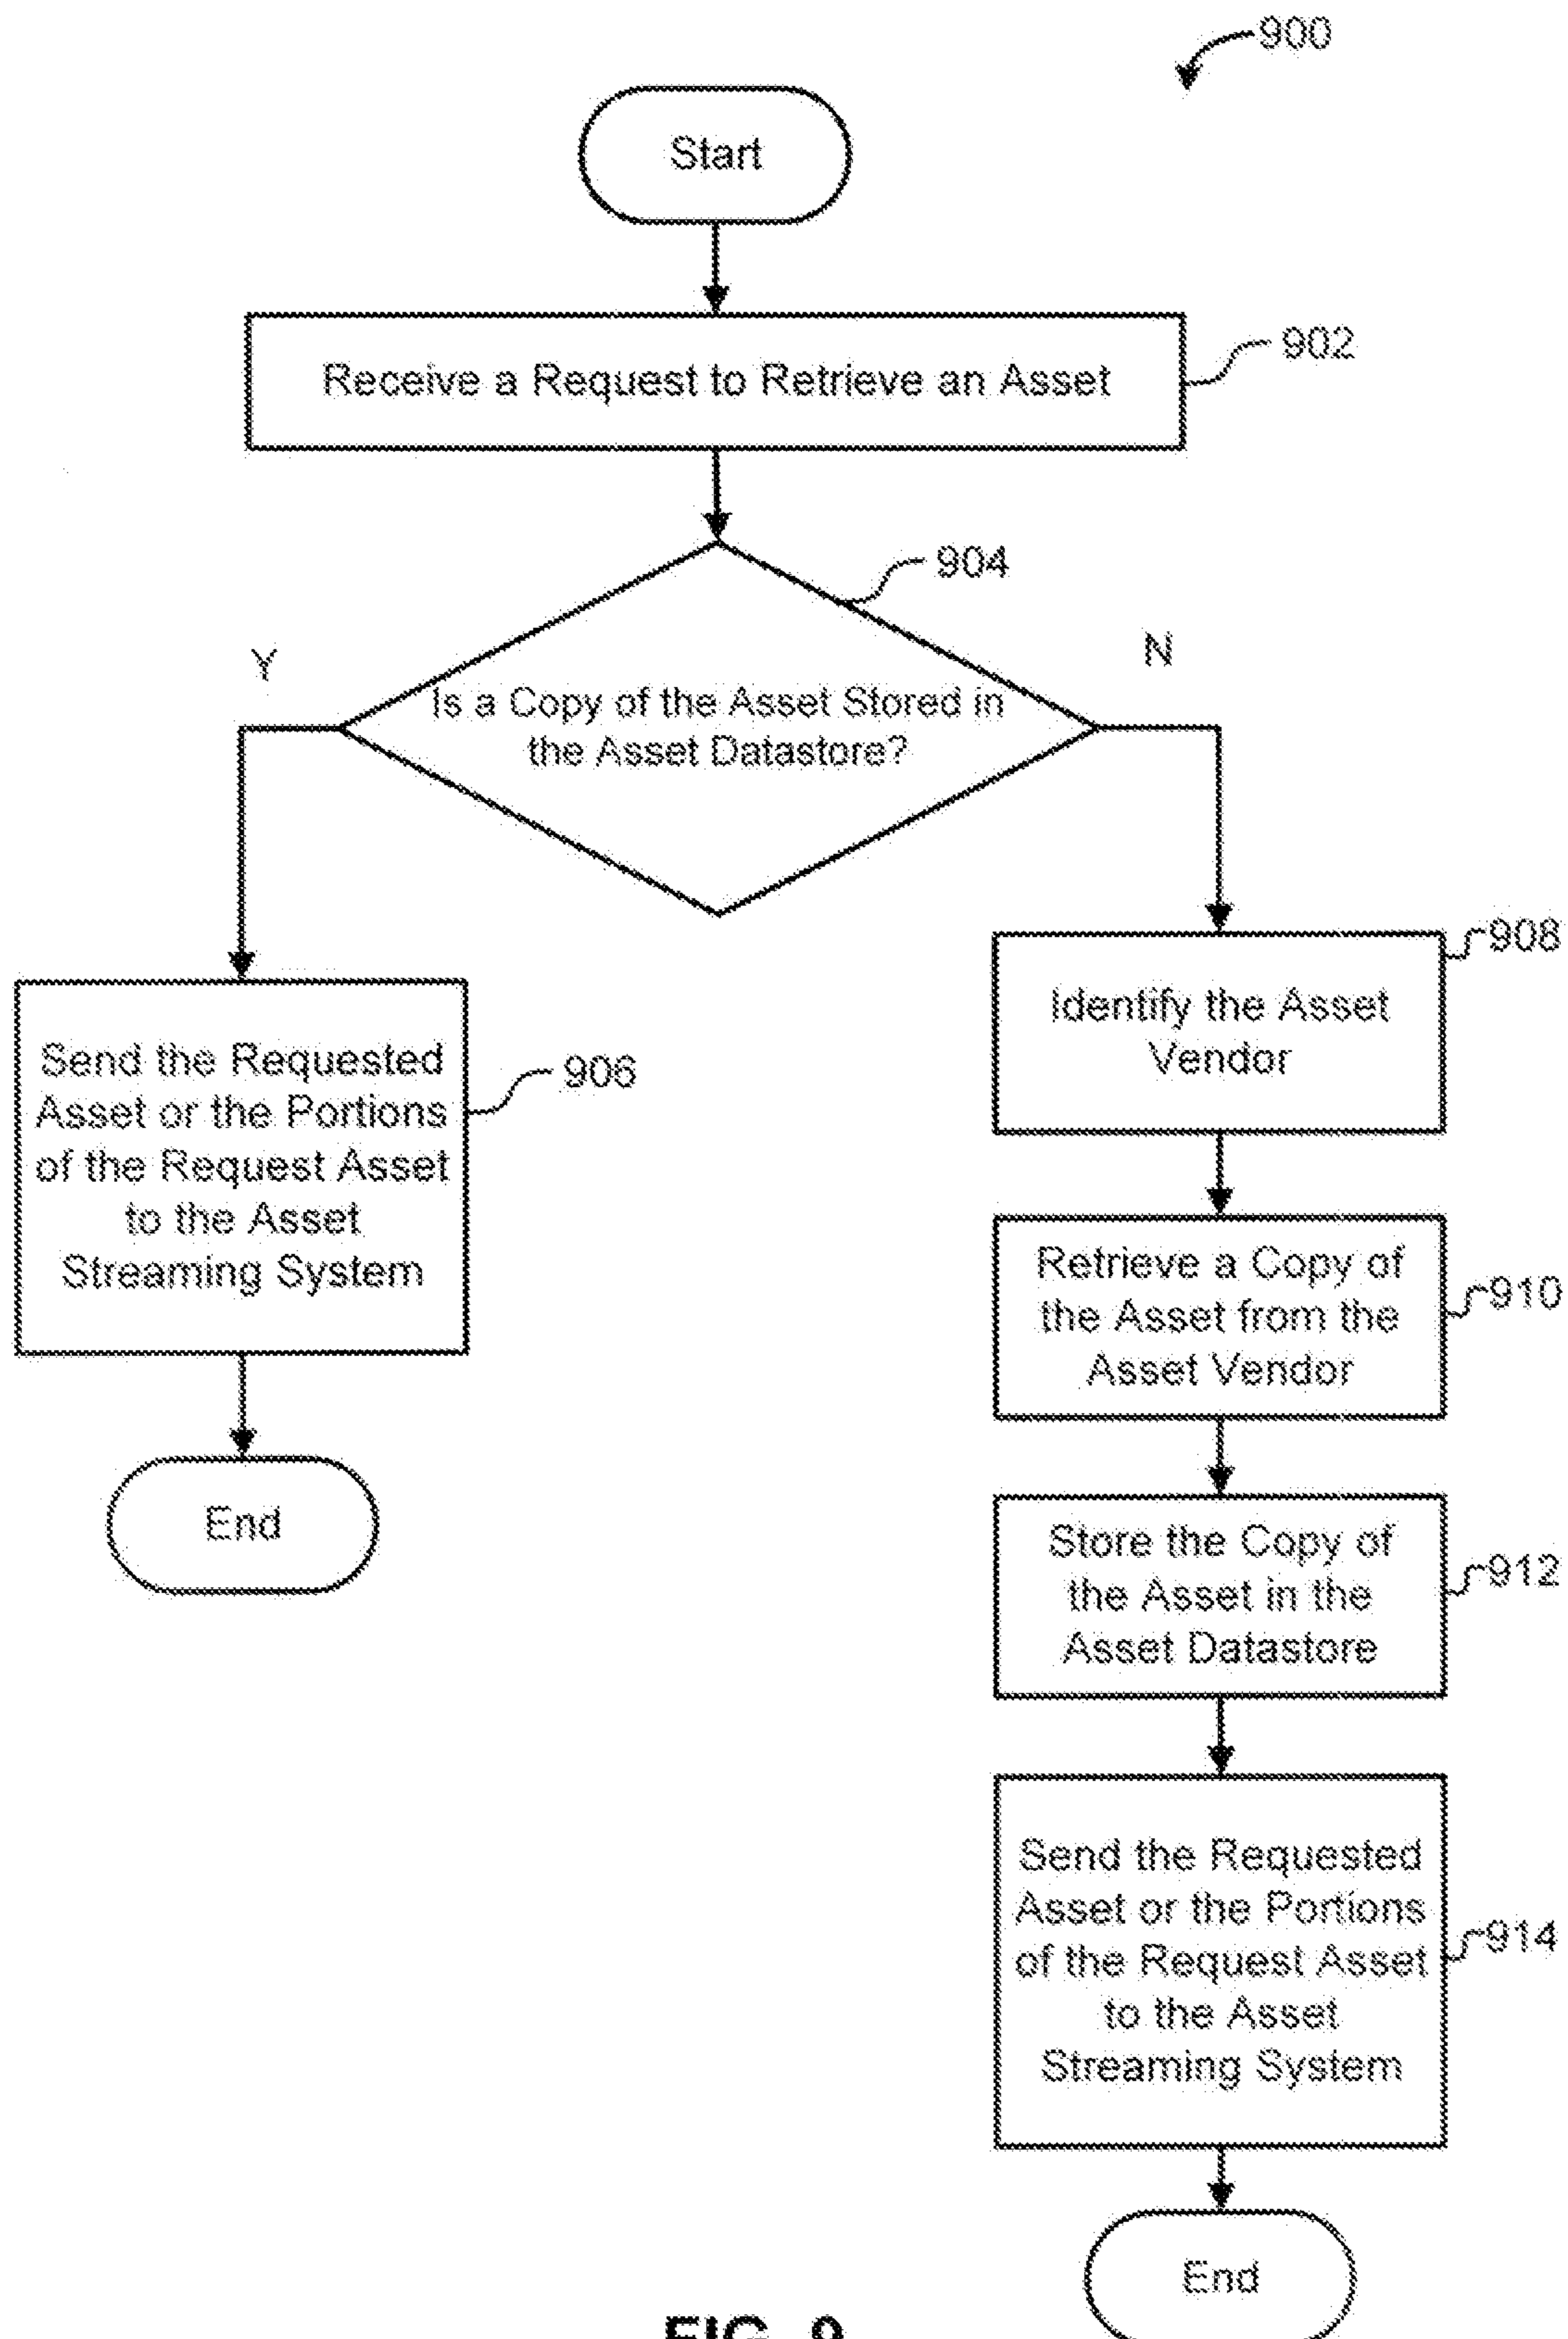 900
Start
Receive a Request to Retrieve an Asset
902
904
Y
N
Is a Copy of the Asset Stored in
the Asset Datastore?
Send the Requested
Asset or the Portions
of the Request Asset
to the Asset
Streaming System
906
End
908
Identify the Asset
Vendor
Retrieve a Copy of
the Asset from the
Asset Vendor
910
Store the Copy of
the Asset in the
Asset Datastore
912
Send the Requested
Asset or the Portions
of the Request Asset
to the Asset
Streaming System
914
End
FIG. 9